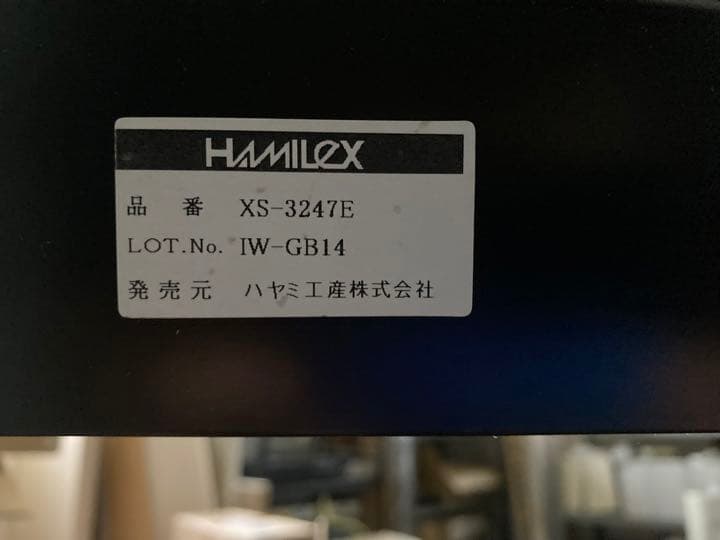 HAMILeX
品番 XS-3247E
LOT.No. IW-GB14
発売元 ハヤミ工産株式会社